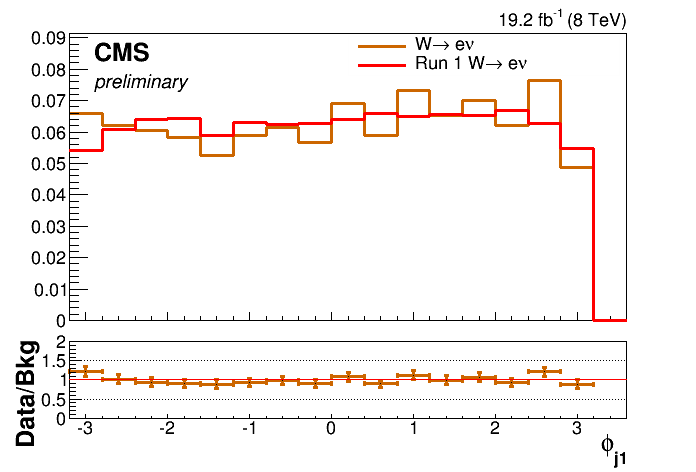 19.2 fb-1 (8 TeV)
CMS
preliminary
W→ eν
Run 1 W→ eν
0.09
0.08
0.07
0.06
0.05
0.04
0.03
0.02
0.01
0
Data/Bkg
2
1.5
1
0.5
0
-3 -2 -1 0 1 2 3
ϕj1